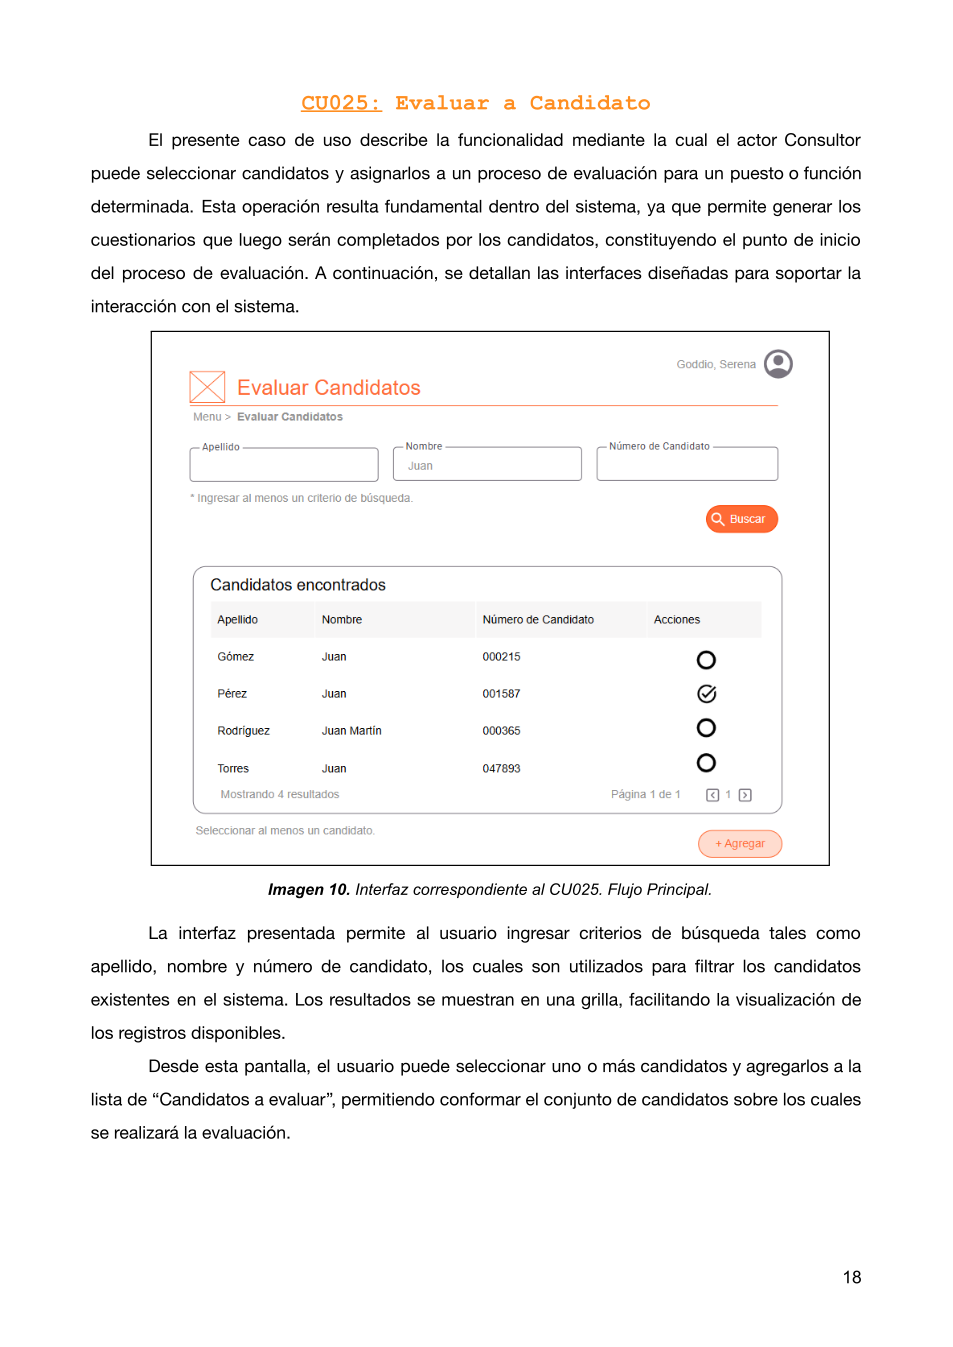 CU025: Evaluar a Candidato
El presente caso de uso describe la funcionalidad mediante la cual el actor Consultor
puede seleccionar candidatos y asignarlos a un proceso de evaluación para un puesto o función
determinada. Esta operación resulta fundamental dentro del sistema, ya que permite generar los
cuestionarios que luego serán completados por los candidatos, constituyendo el punto de inicio
del proceso de evaluación. A continuación, se detallan las interfaces diseñadas para soportar la
interacción con el sistema.
Goddio, Serena
Evaluar Candidatos
Menu > Evaluar Candidatos
Apellido Nombre Número de Candidato
Juan
* Ingresar al menos un criterio de búsqueda.
Buscar
Candidatos encontrados
Apellido Nombre Número de Candidato Acciones
Gómez Juan 000215
Pérez Juan 001587
Rodríguez Juan Martín 000365
Torres Juan 047893
Mostrando 4 resultados Página 1 de 1 < 1 >
Seleccionar al menos un candidato.
+ Agregar
Imagen 10. Interfaz correspondiente al CU025. Flujo Principal.
La interfaz presentada permite al usuario ingresar criterios de búsqueda tales como
apellido, nombre y número de candidato, los cuales son utilizados para filtrar los candidatos
existentes en el sistema. Los resultados se muestran en una grilla, facilitando la visualización de
los registros disponibles.
Desde esta pantalla, el usuario puede seleccionar uno o más candidatos y agregarlos a la
lista de “Candidatos a evaluar”, permitiendo conformar el conjunto de candidatos sobre los cuales
se realizará la evaluación.
18